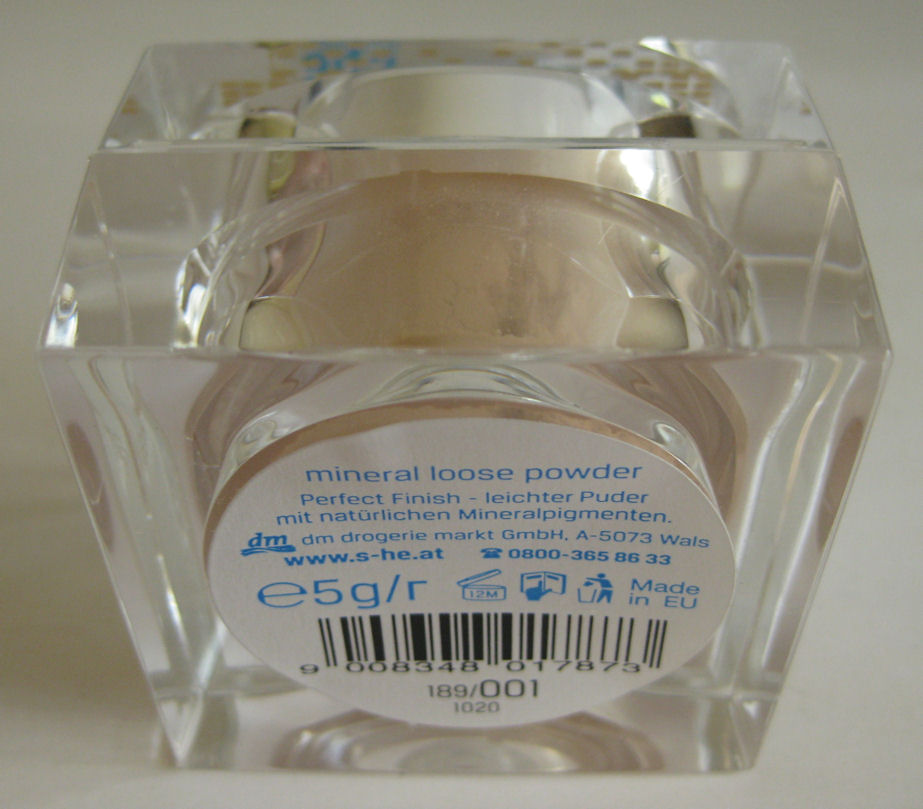 mineral loose powder
Perfect Finish - leichter Puder
mit natürlichen Mineralpigmenten.
dm dm drogerie markt GmbH, A-5073 Wals
www.s-he.at ☎ 0800-365 86 33
℮5g/г 12M Made
in EU
9 008348 017873
189/001
1020